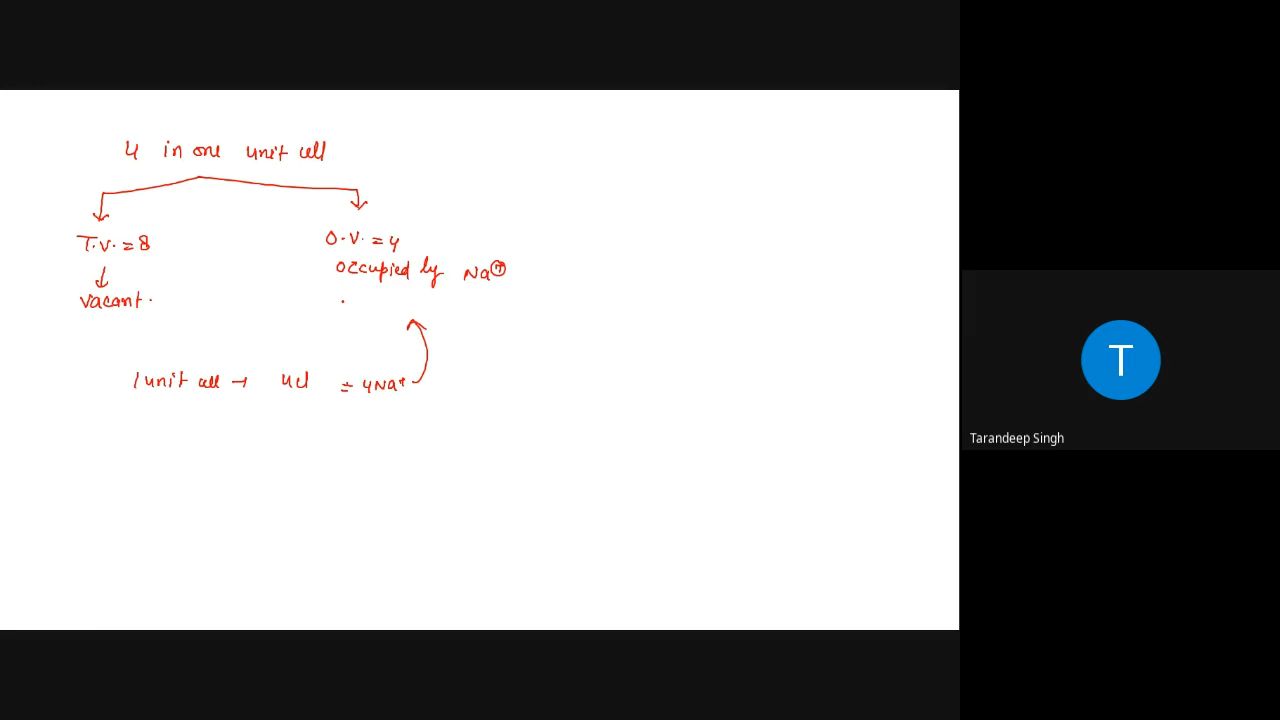 4 in one unit cell
T.V. = 8
O.V. = 4
occupied by Na⊕
vacant.
1 unit cell → 4Cl = 4Na⁺
T
Tarandeep Singh